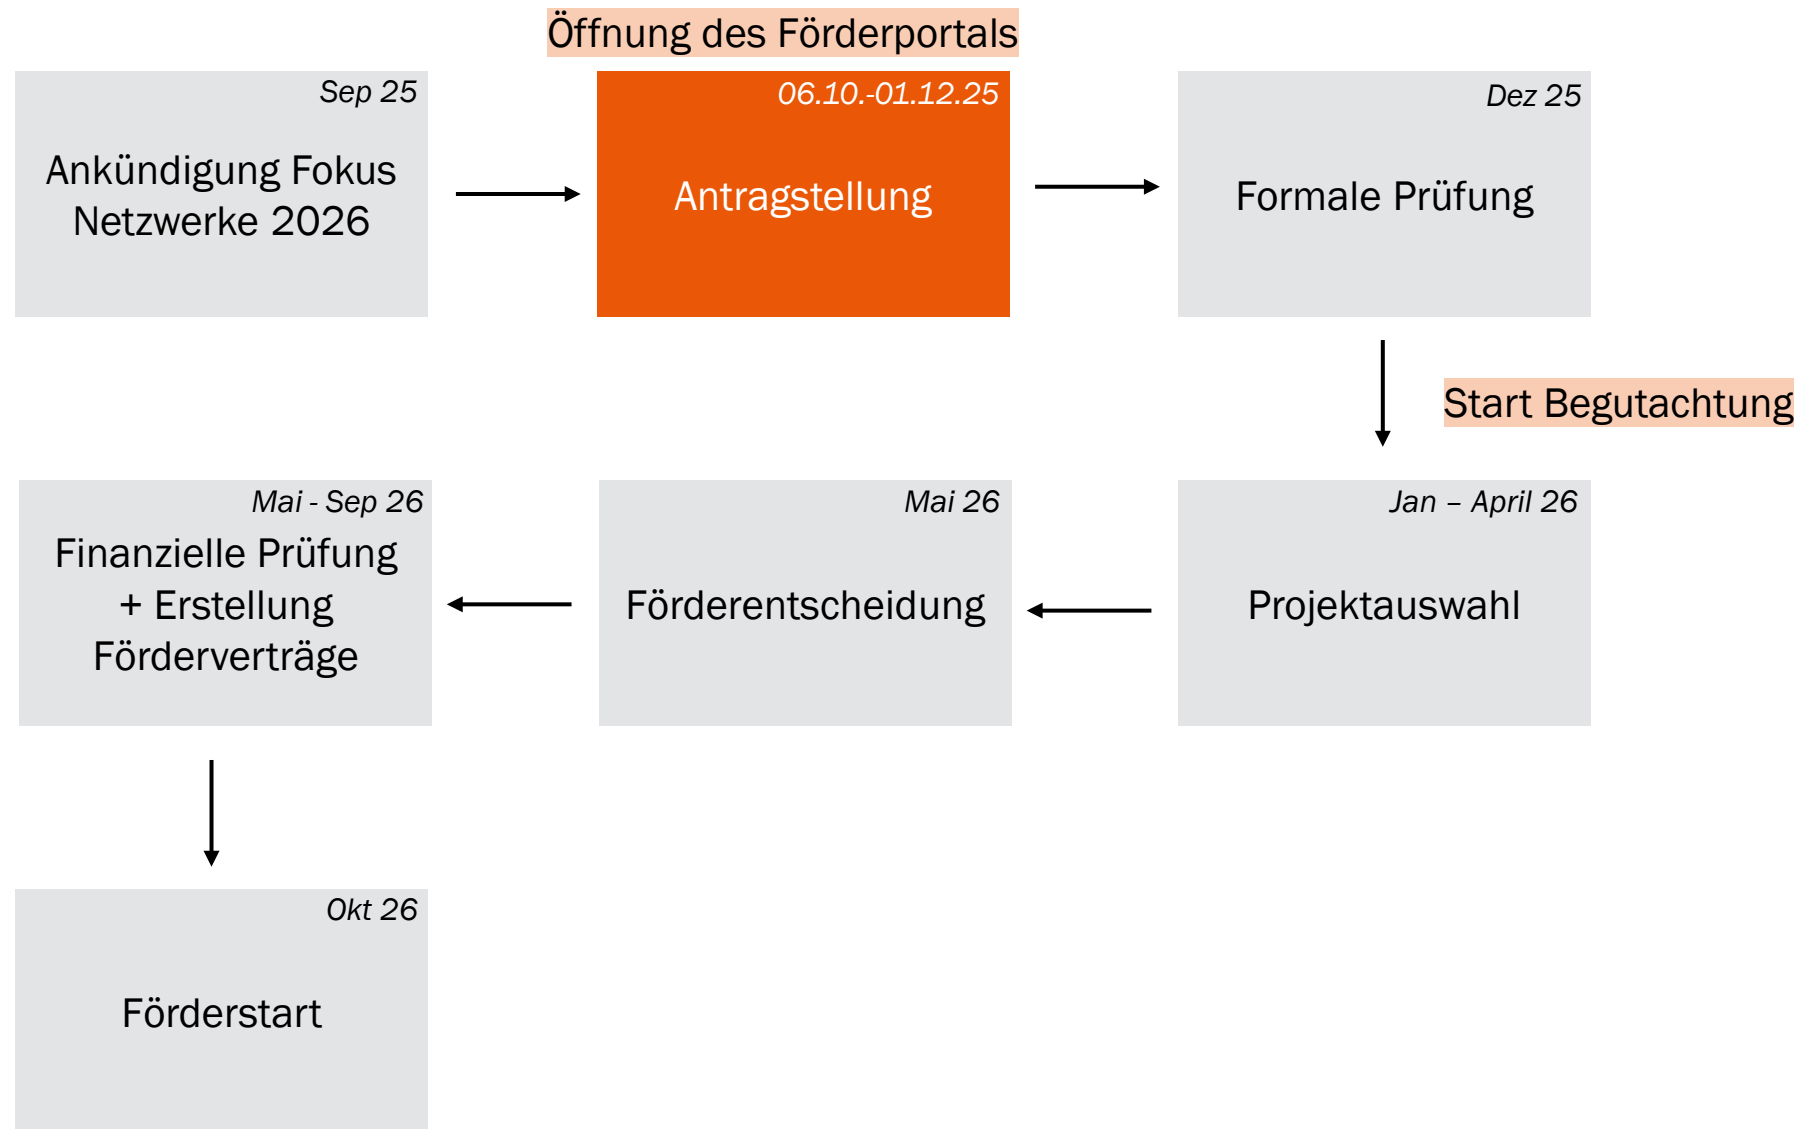 Öffnung des Förderportals
Sep 25
Ankündigung Fokus
Netzwerke 2026
06.10.-01.12.25
Antragstellung
Dez 25
Formale Prüfung
Start Begutachtung
Jan – April 26
Projektauswahl
Mai 26
Förderentscheidung
Mai - Sep 26
Finanzielle Prüfung
+ Erstellung
Förderverträge
Okt 26
Förderstart